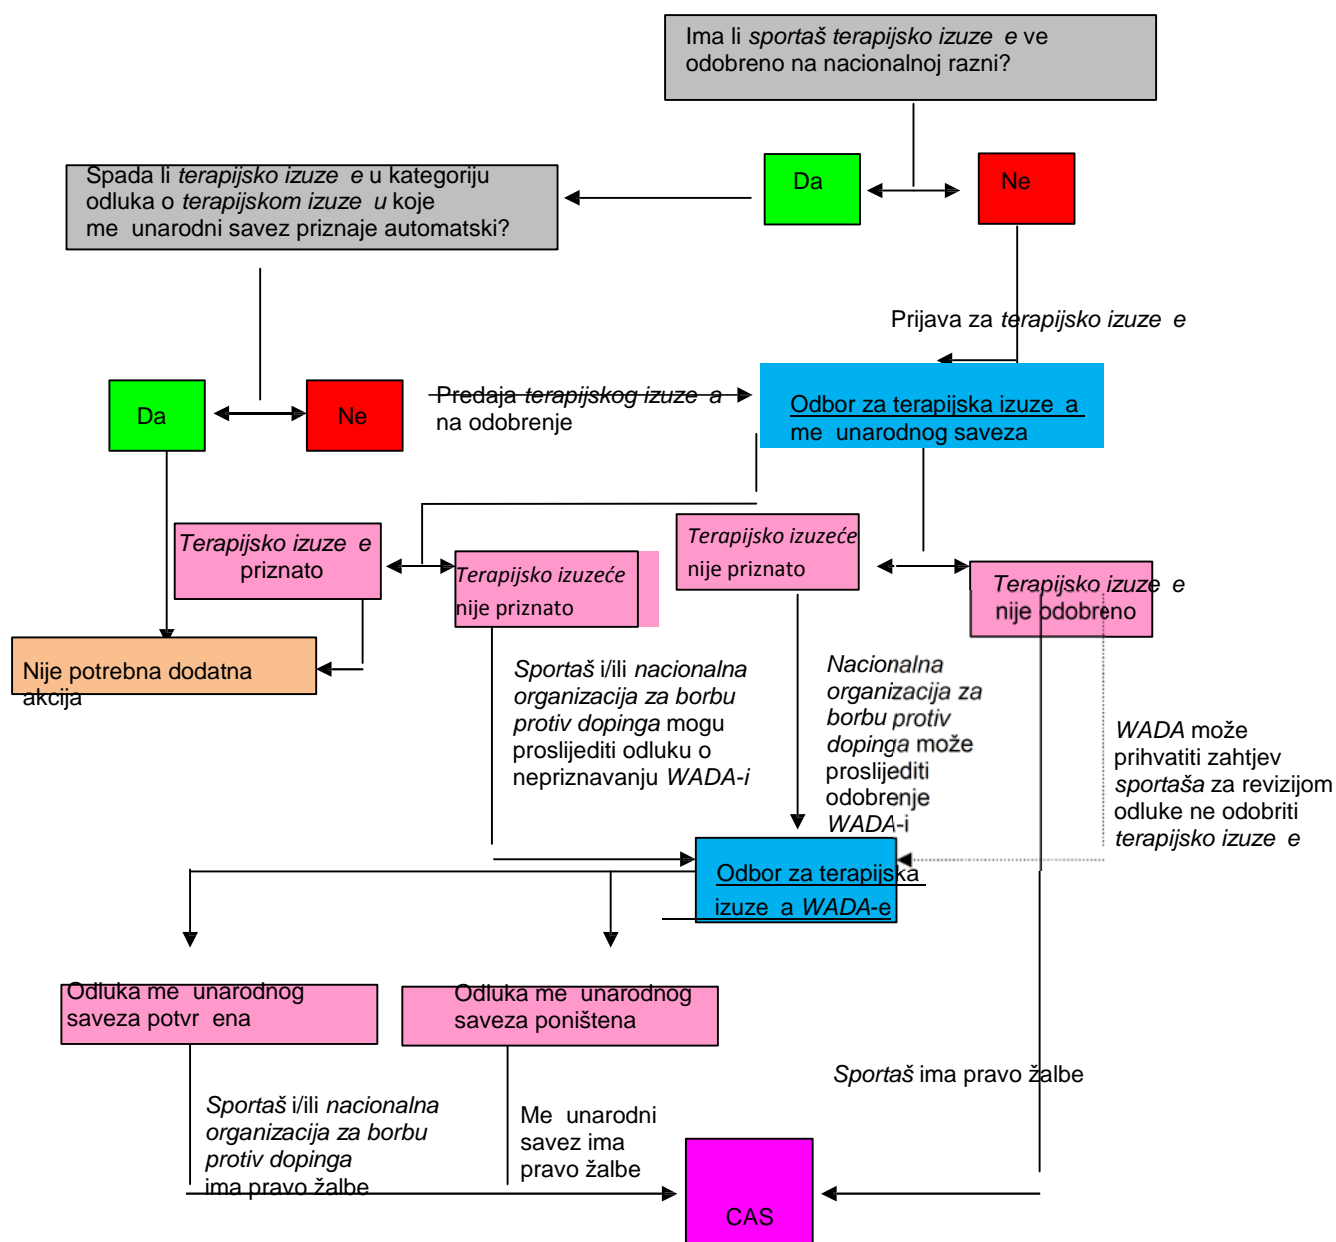 Ima li sportaš terapijsko izuze e ve
odobreno na nacionalnoj razni?
Spada li terapijsko izuze e u kategoriju
odluka o terapijskom izuze u koje
me unarodni savez priznaje automatski?
Da
Ne
Prijava za terapijsko izuze e
Da
Ne
Predaja terapijskog izuze a
na odobrenje
Odbor za terapijska izuze a
me unarodnog saveza
Terapijsko izuze e
priznato
Terapijsko izuzeće
nije priznato
Terapijsko izuzeće
nije priznato
Terapijsko izuze e
nije odobreno
Nije potrebna dodatna
akcija
Sportaš i/ili nacionalna
organizacija za borbu
protiv dopinga mogu
proslijediti odluku o
nepriznavanju WADA-i
Nacionalna
organizacija za
borbu protiv
dopinga može
proslijediti
odobrenje
WADA-i
WADA može
prihvatiti zahtjev
sportaša za revizijom
odluke ne odobriti
terapijsko izuze e
Odbor za terapijska
izuze a WADA-e
Odluka me unarodnog
saveza potvr ena
Odluka me unarodnog
saveza poništena
Sportaš ima pravo žalbe
Sportaš i/ili nacionalna
organizacija za borbu
protiv dopinga
ima pravo žalbe
Me unarodni
savez ima
pravo žalbe
CAS